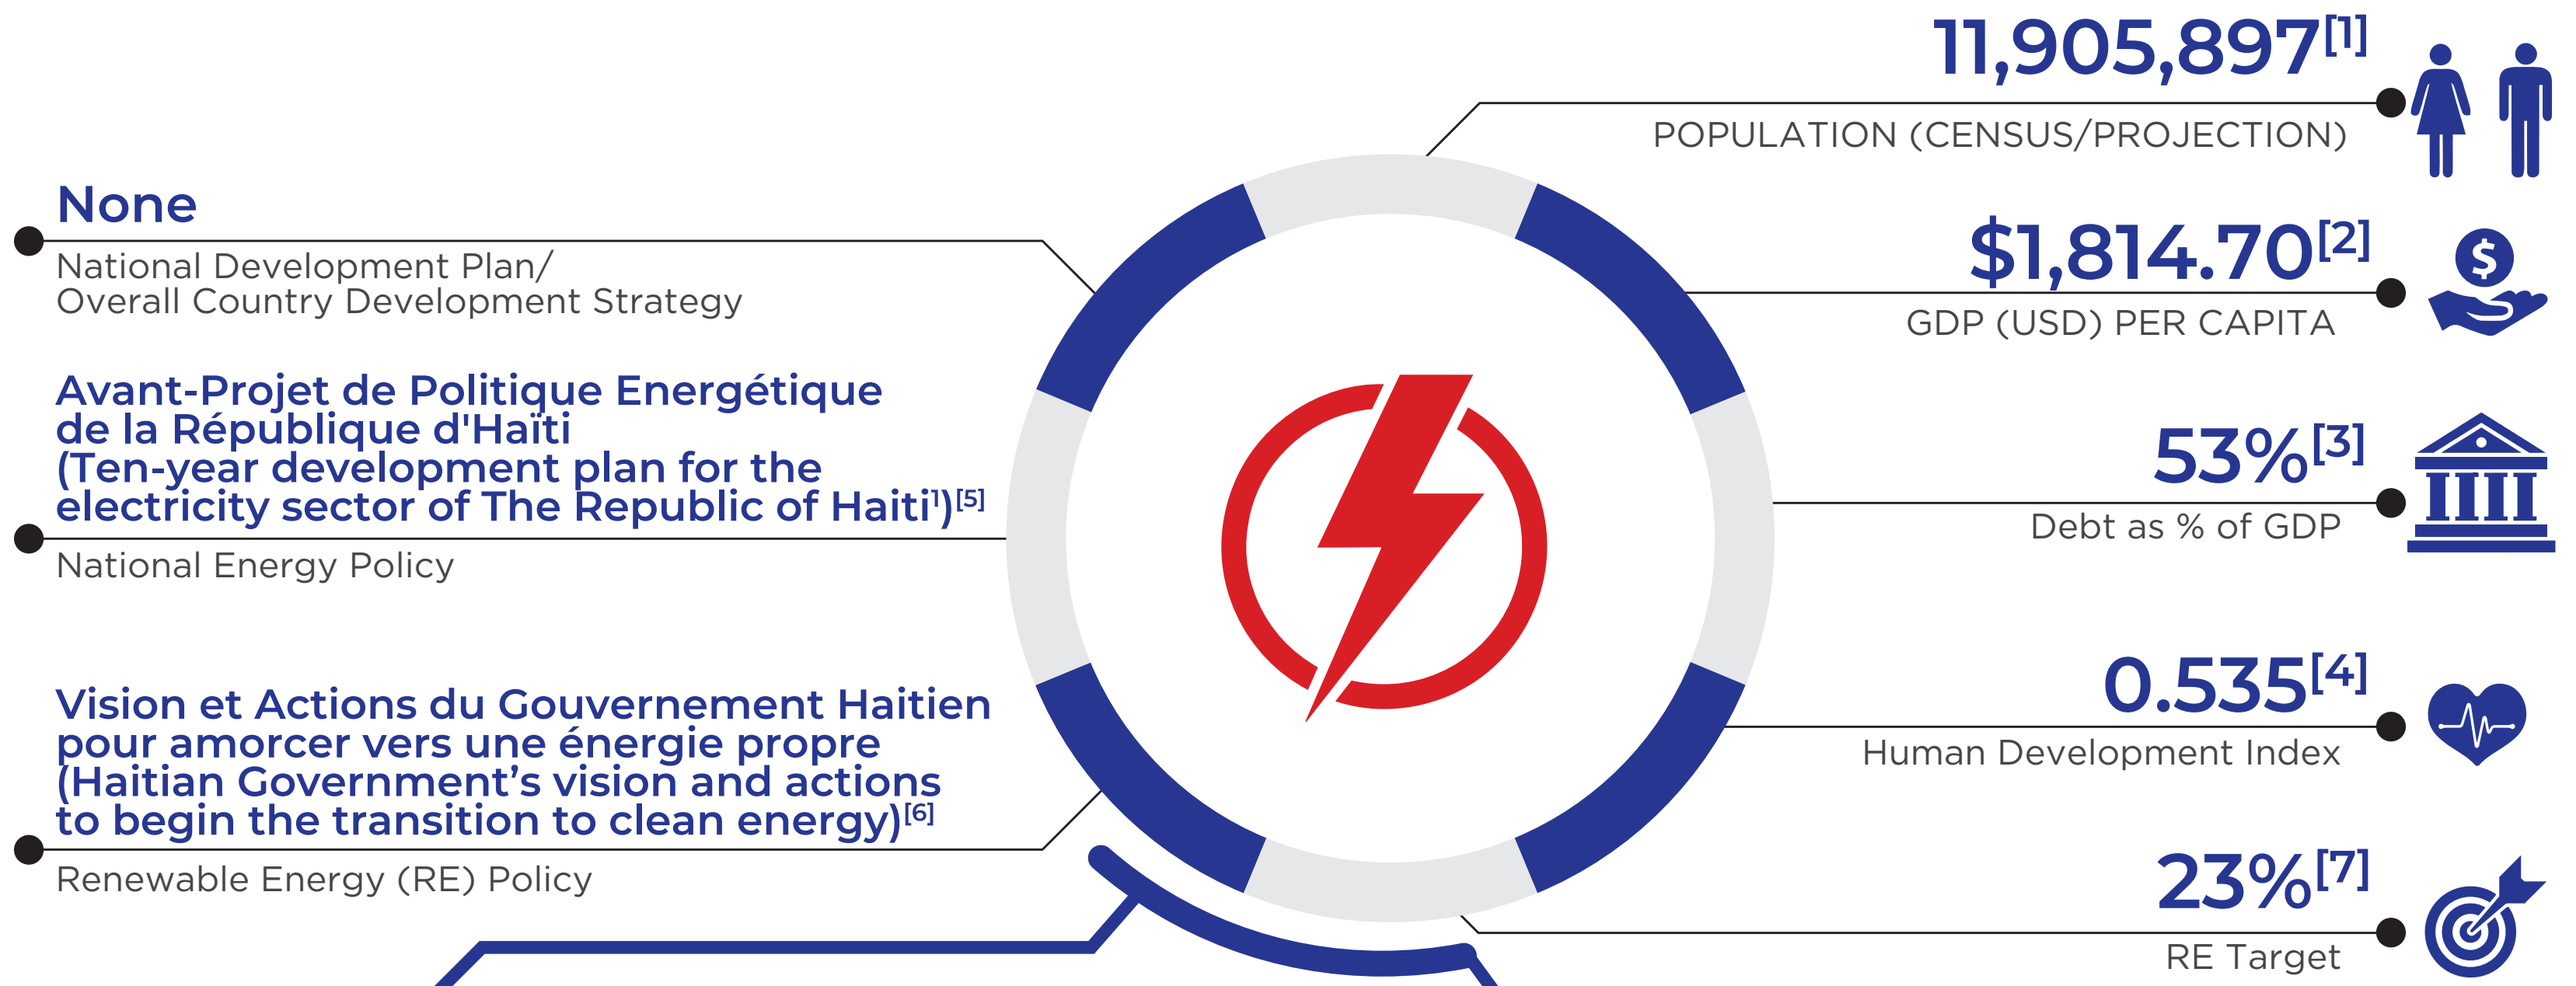 None
National Development Plan/
Overall Country Development Strategy
Avant-Projet de Politique Energétique
de la République d'Haïti
(Ten-year development plan for the
electricity sector of The Republic of Haiti¹)[5]
National Energy Policy
Vision et Actions du Gouvernement Haitien
pour amorcer vers une énergie propre
(Haitian Government’s vision and actions
to begin the transition to clean energy)[6]
Renewable Energy (RE) Policy
11,905,897[1]
POPULATION (CENSUS/PROJECTION)
$1,814.70[2]
GDP (USD) PER CAPITA
53%[3]
Debt as % of GDP
0.535[4]
Human Development Index
23%[7]
RE Target
$